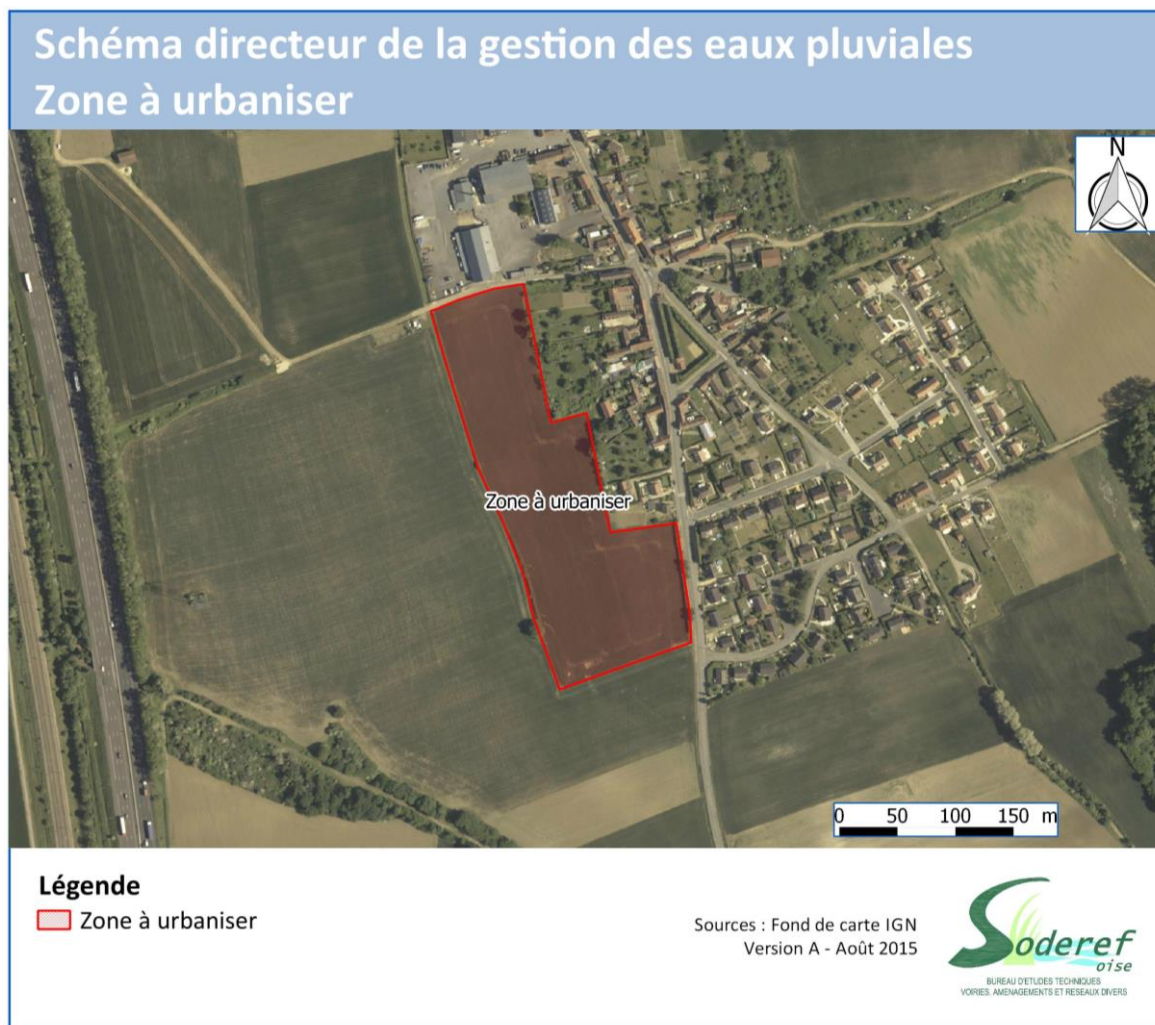 Schéma directeur de la gestion des eaux pluviales
Zone à urbaniser
N
Zone à urbaniser
0 50 100 150 m
Légende
Zone à urbaniser
Sources : Fond de carte IGN
Version A - Août 2015
Soderef
oise
BUREAU D'ETUDES TECHNIQUES
VOIRIES, AMENAGEMENTS ET RESEAUX DIVERS